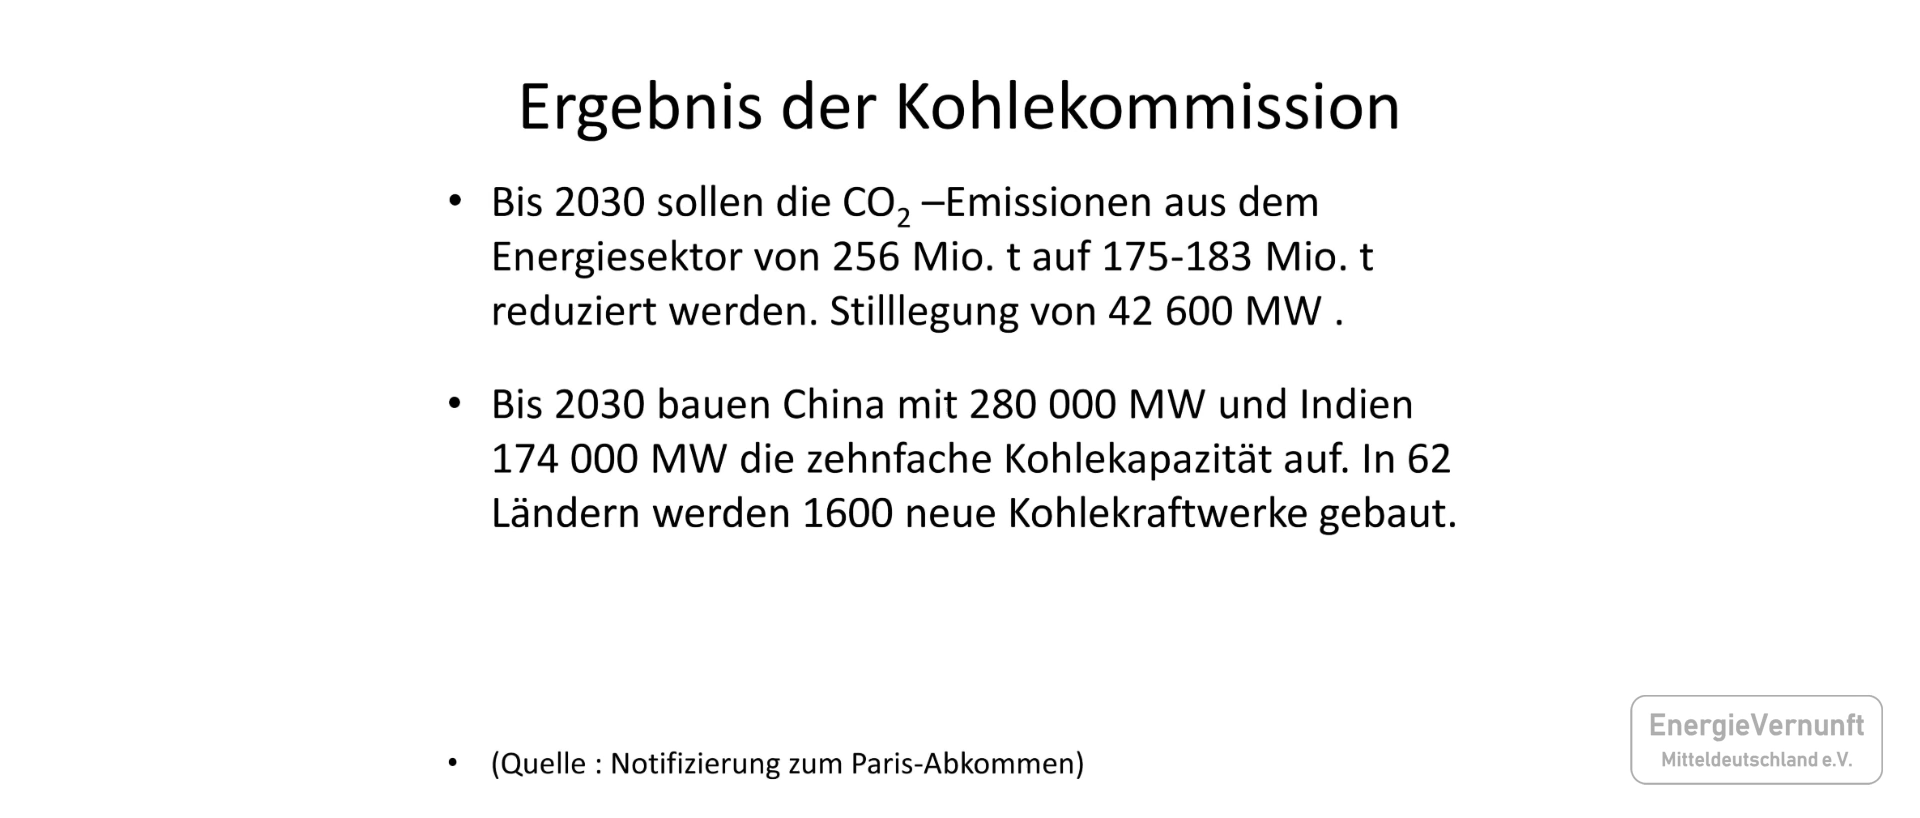 Ergebnis der Kohlekommission
• Bis 2030 sollen die CO₂ –Emissionen aus dem
Energiesektor von 256 Mio. t auf 175-183 Mio. t
reduziert werden. Stilllegung von 42 600 MW .
• Bis 2030 bauen China mit 280 000 MW und Indien
174 000 MW die zehnfache Kohlekapazität auf. In 62
Ländern werden 1600 neue Kohlekraftwerke gebaut.
• (Quelle : Notifizierung zum Paris-Abkommen)
EnergieVernunft
Mitteldeutschland e.V.